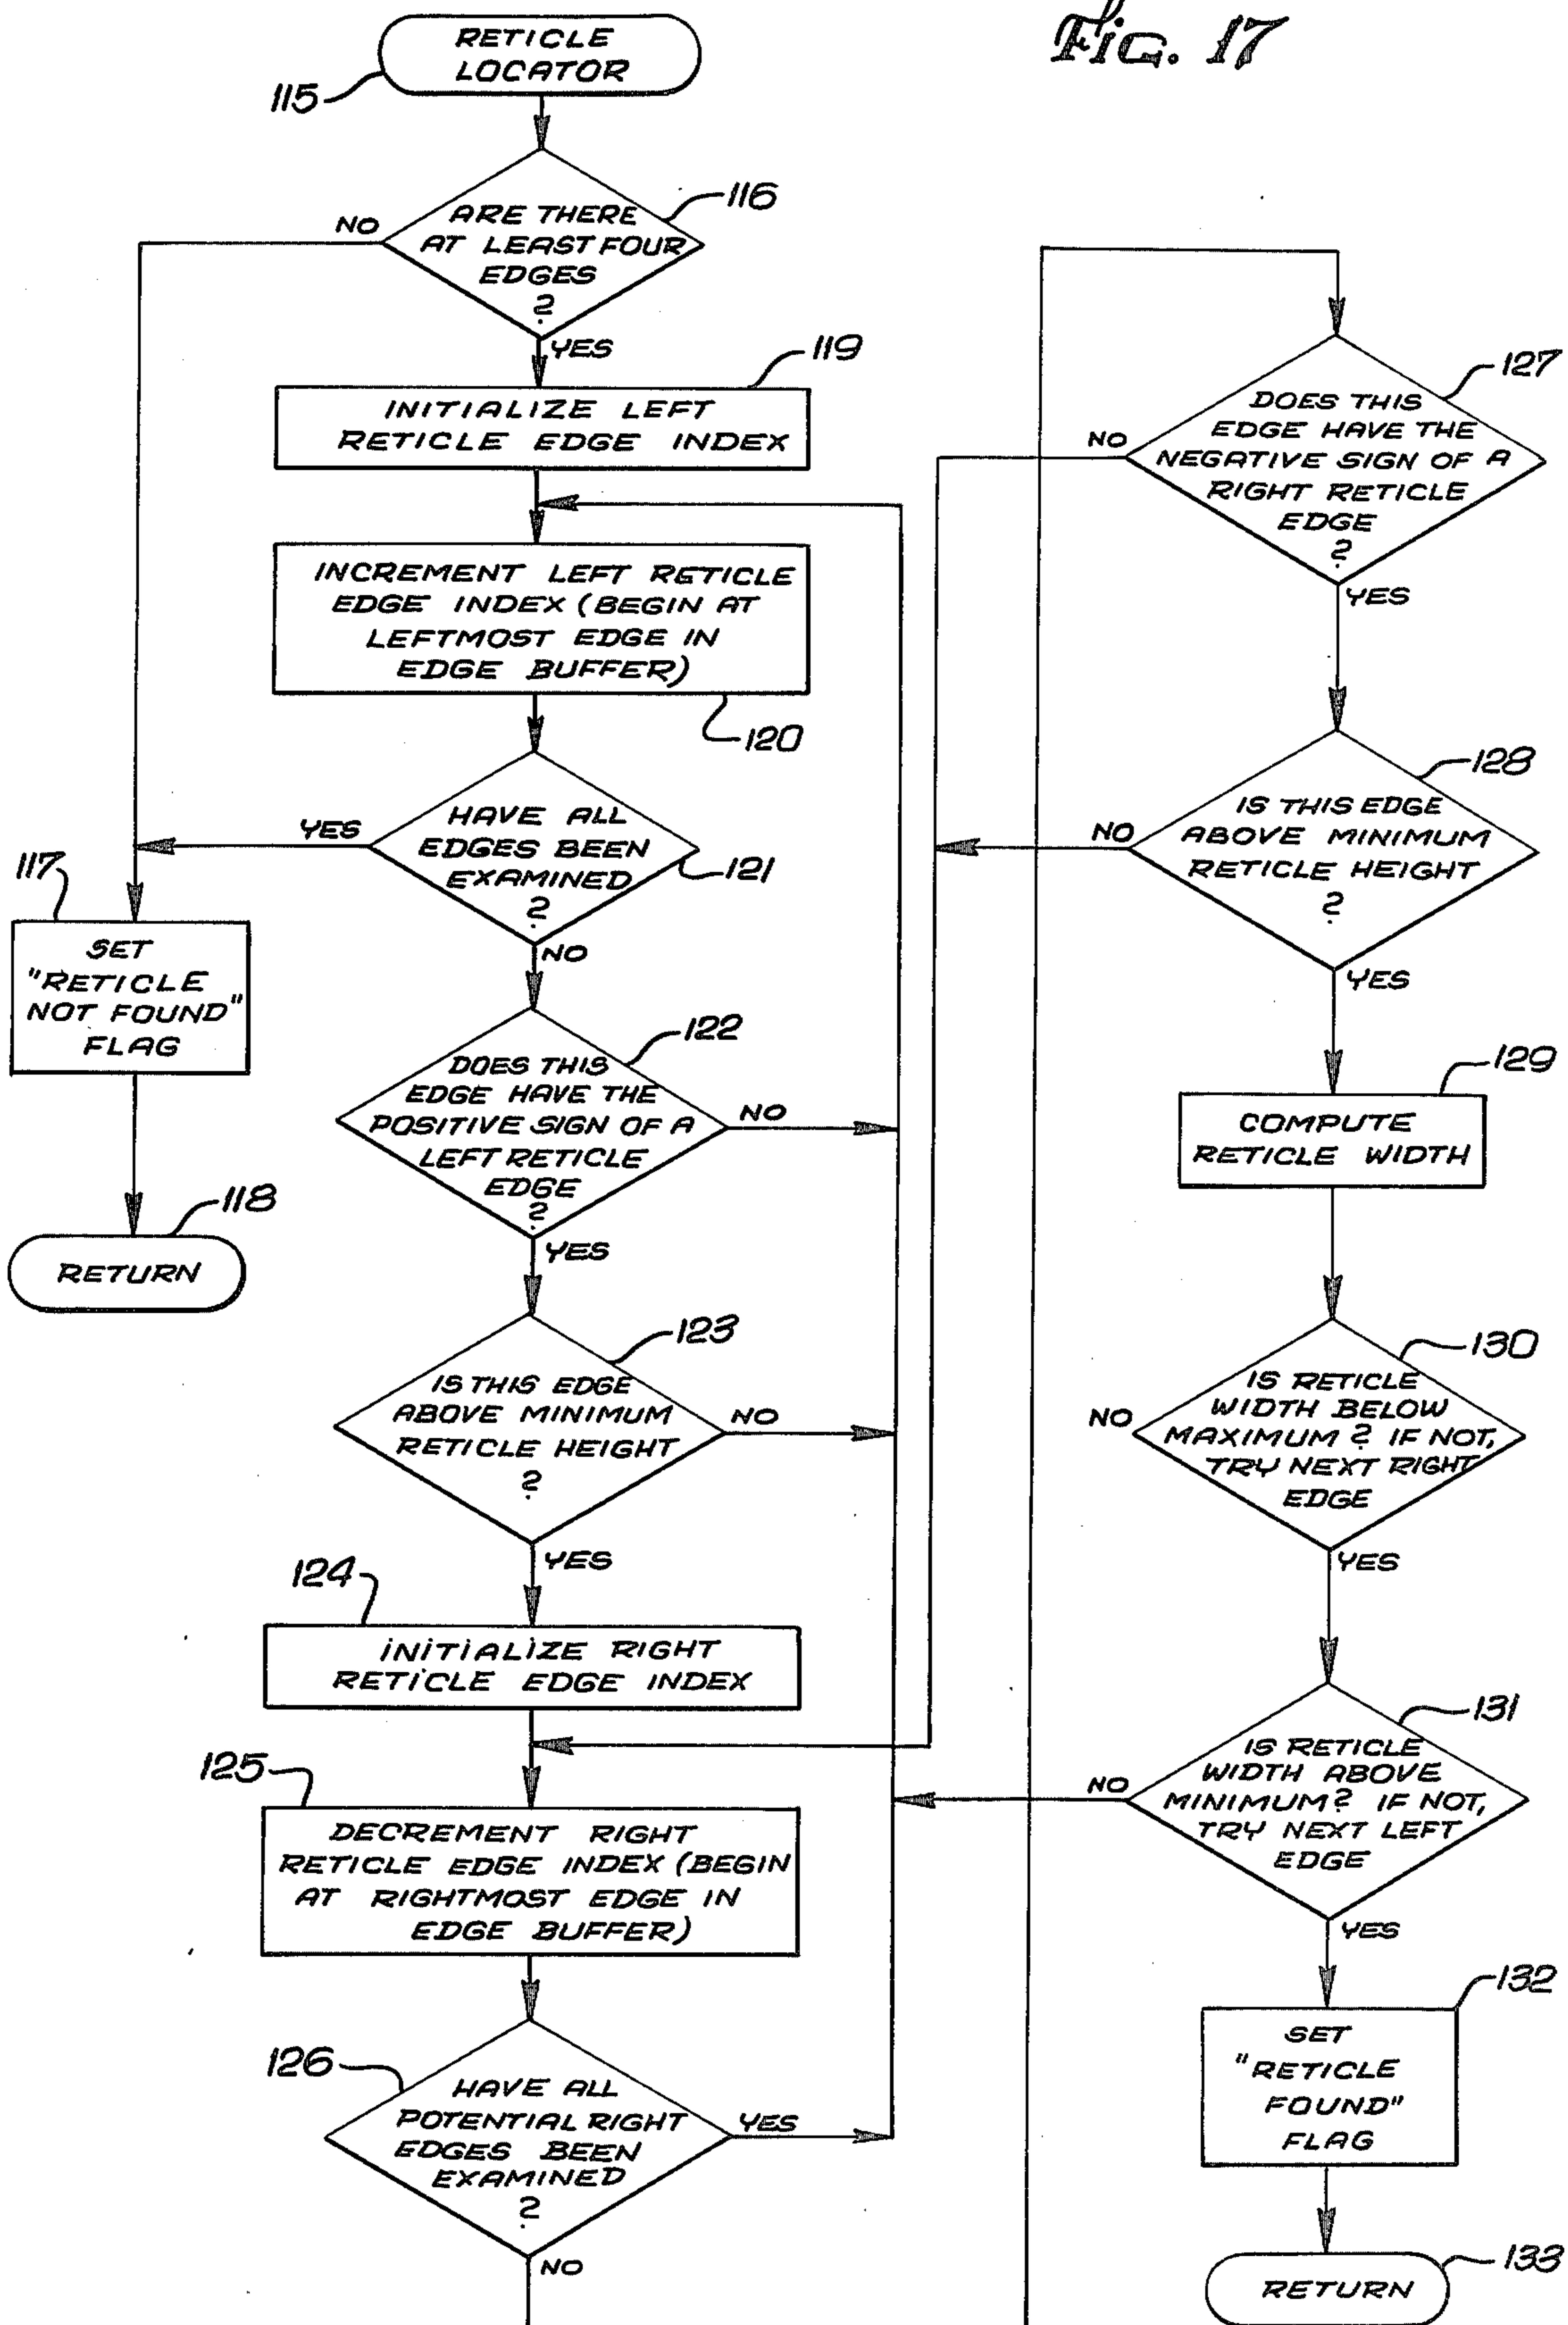 Fig. 17
RETICLE
LOCATOR
115
ARE THERE
AT LEAST FOUR
EDGES
?
116
NO
YES
119
INITIALIZE LEFT
RETICLE EDGE INDEX
INCREMENT LEFT RETICLE
EDGE INDEX (BEGIN AT
LEFTMOST EDGE IN
EDGE BUFFER)
120
HAVE ALL
EDGES BEEN
EXAMINED
?
121
YES
NO
117
SET
"RETICLE
NOT FOUND"
FLAG
118
RETURN
122
DOES THIS
EDGE HAVE THE
POSITIVE SIGN OF A
LEFT RETICLE
EDGE
?
NO
YES
123
IS THIS EDGE
ABOVE MINIMUM
RETICLE HEIGHT
?
NO
YES
124
INITIALIZE RIGHT
RETICLE EDGE INDEX
125
DECREMENT RIGHT
RETICLE EDGE INDEX (BEGIN
AT RIGHTMOST EDGE IN
EDGE BUFFER)
126
HAVE ALL
POTENTIAL RIGHT
EDGES BEEN
EXAMINED
?
YES
NO
127
DOES THIS
EDGE HAVE THE
NEGATIVE SIGN OF A
RIGHT RETICLE
EDGE
?
NO
YES
128
IS THIS EDGE
ABOVE MINIMUM
RETICLE HEIGHT
?
NO
YES
129
COMPUTE
RETICLE WIDTH
130
IS RETICLE
WIDTH BELOW
MAXIMUM? IF NOT,
TRY NEXT RIGHT
EDGE
NO
YES
131
IS RETICLE
WIDTH ABOVE
MINIMUM? IF NOT,
TRY NEXT LEFT
EDGE
NO
YES
132
SET
"RETICLE
FOUND"
FLAG
133
RETURN